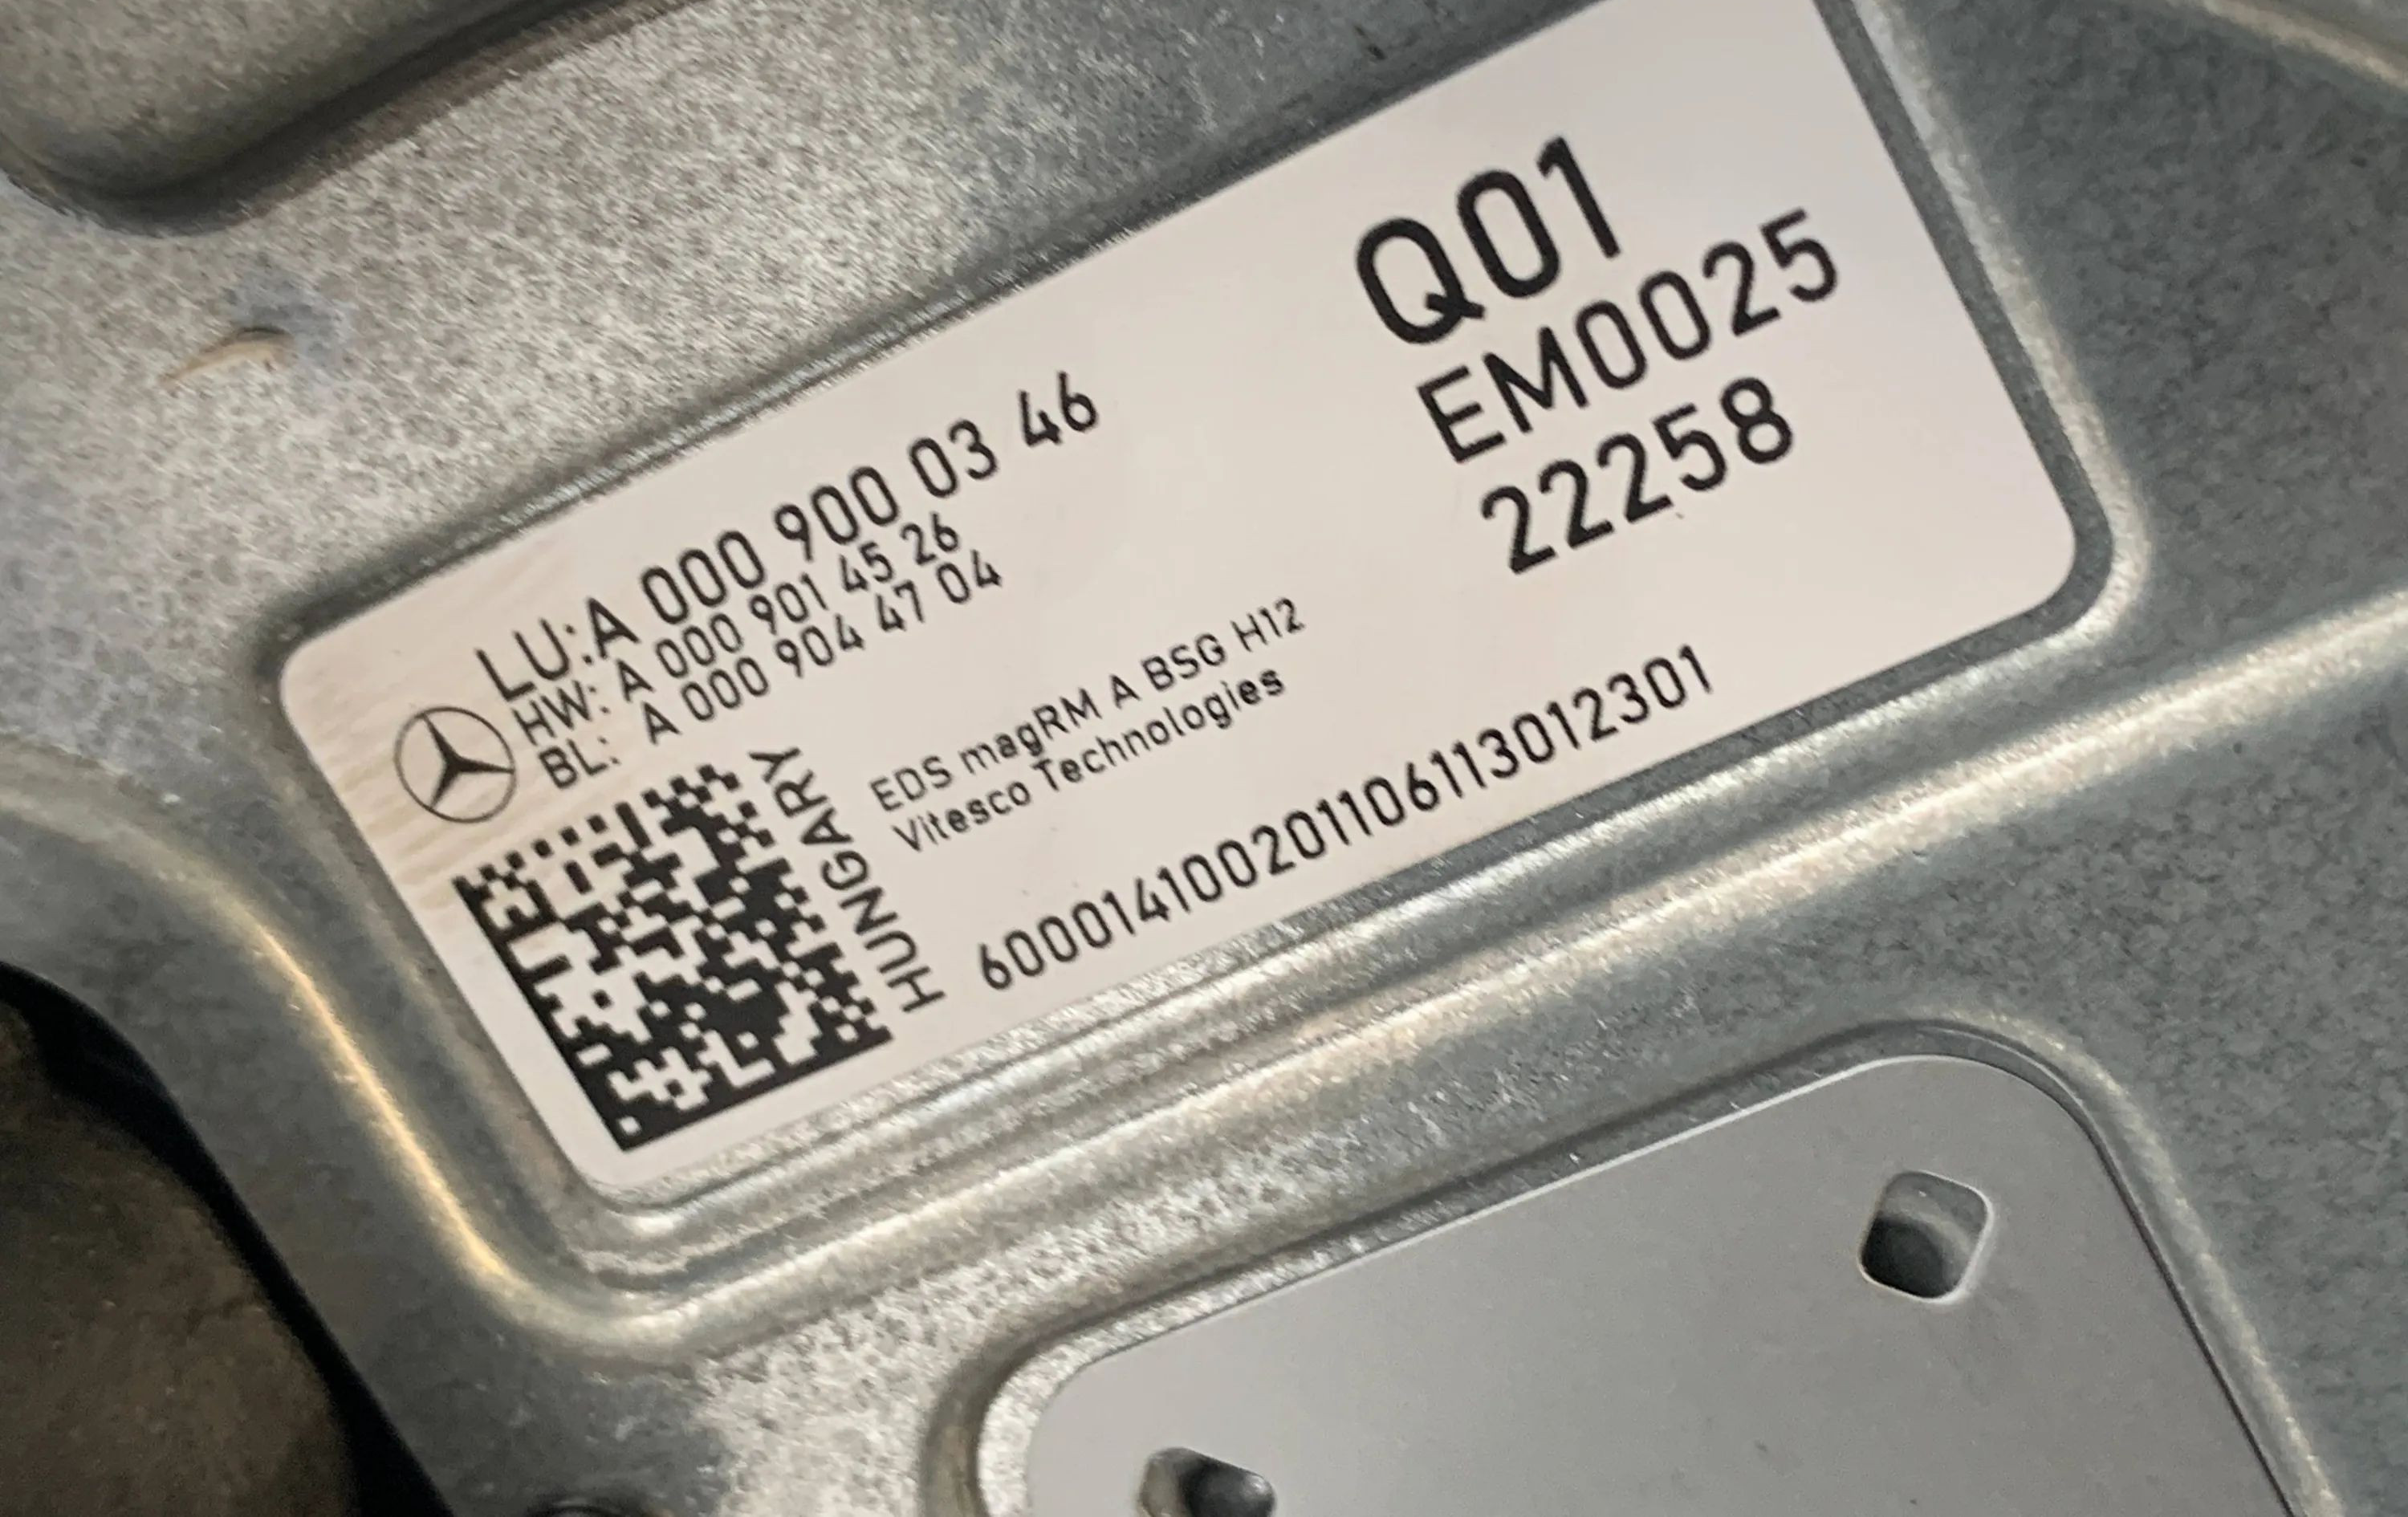 LU:A 000 900 03 46
HW: A 000 901 45 26
BL: A 000 904 47 04
Q01
EM0025
22258
HUNGARY
EDS magRM A BSG H12
Vitesco Technologies
600014100201106113012301